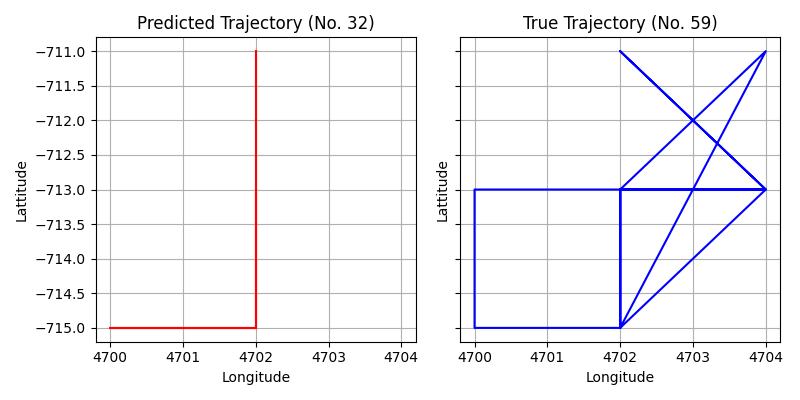 Predicted Trajectory (No. 32)
True Trajectory (No. 59)
−711.0
−711.5
−712.0
−712.5
−713.0
−713.5
−714.0
−714.5
−715.0
Lattitude
Lattitude
4700 4701 4702 4703 4704
4700 4701 4702 4703 4704
Longitude
Longitude